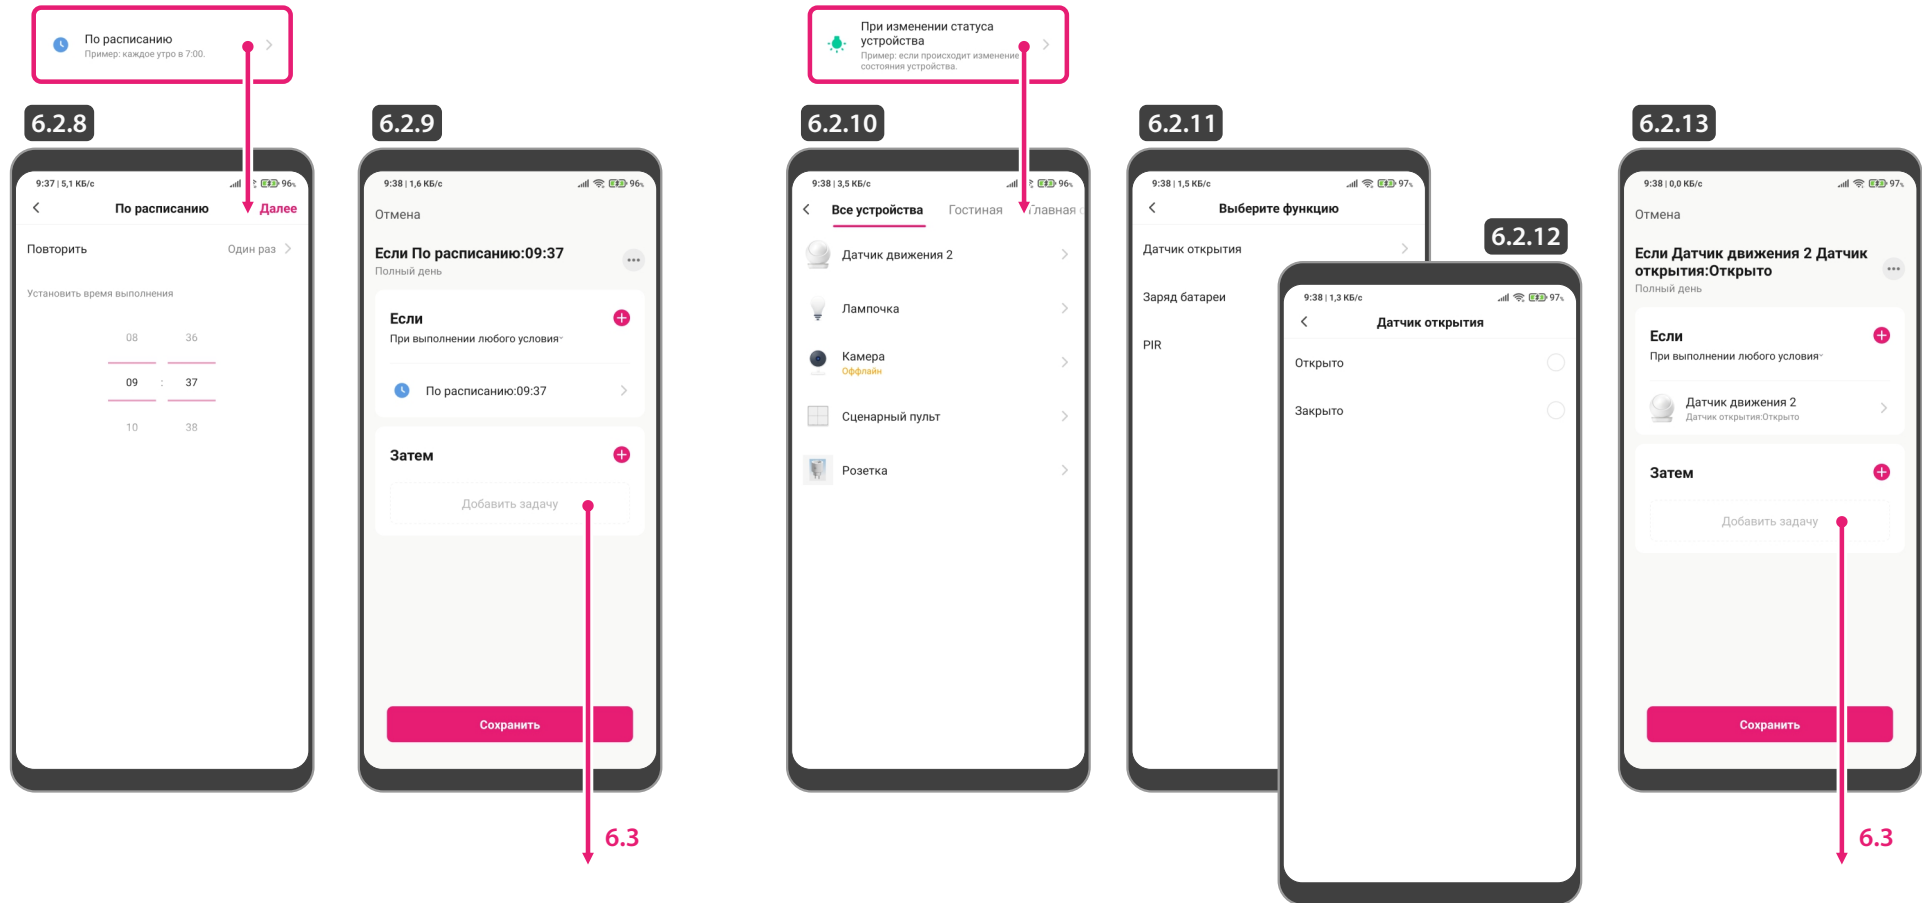 По расписанию
Пример: каждое утро в 7:00.
6.2.8
9:37 | 5,1 КБ/с
96%
По расписанию
Далее
Повторить
Один раз
Установить время выполнения
08 36
09 : 37
10 38
6.2.9
9:38 | 1,6 КБ/с
96%
Отмена
Если По расписанию:09:37
Полный день
Если
При выполнении любого условия
По расписанию:09:37
Затем
Добавить задачу
Сохранить
6.3
При изменении статуса
устройства
Пример: если происходит изменение
состояния устройства.
6.2.10
9:38 | 3,5 КБ/с
96%
Все устройства Гостиная Главная с
Датчик движения 2
Лампочка
Камера
Оффлайн
Сценарный пульт
Розетка
6.2.11
9:38 | 1,5 КБ/с
97%
Выберите функцию
Датчик открытия
Заряд батареи
PIR
6.2.12
9:38 | 1,3 КБ/с
97%
Датчик открытия
Открыто
Закрыто
6.2.13
9:38 | 0,0 КБ/с
97%
Отмена
Если Датчик движения 2 Датчик
открытия:Открыто
Полный день
Если
При выполнении любого условия
Датчик движения 2
Датчик открытия:Открыто
Затем
Добавить задачу
Сохранить
6.3